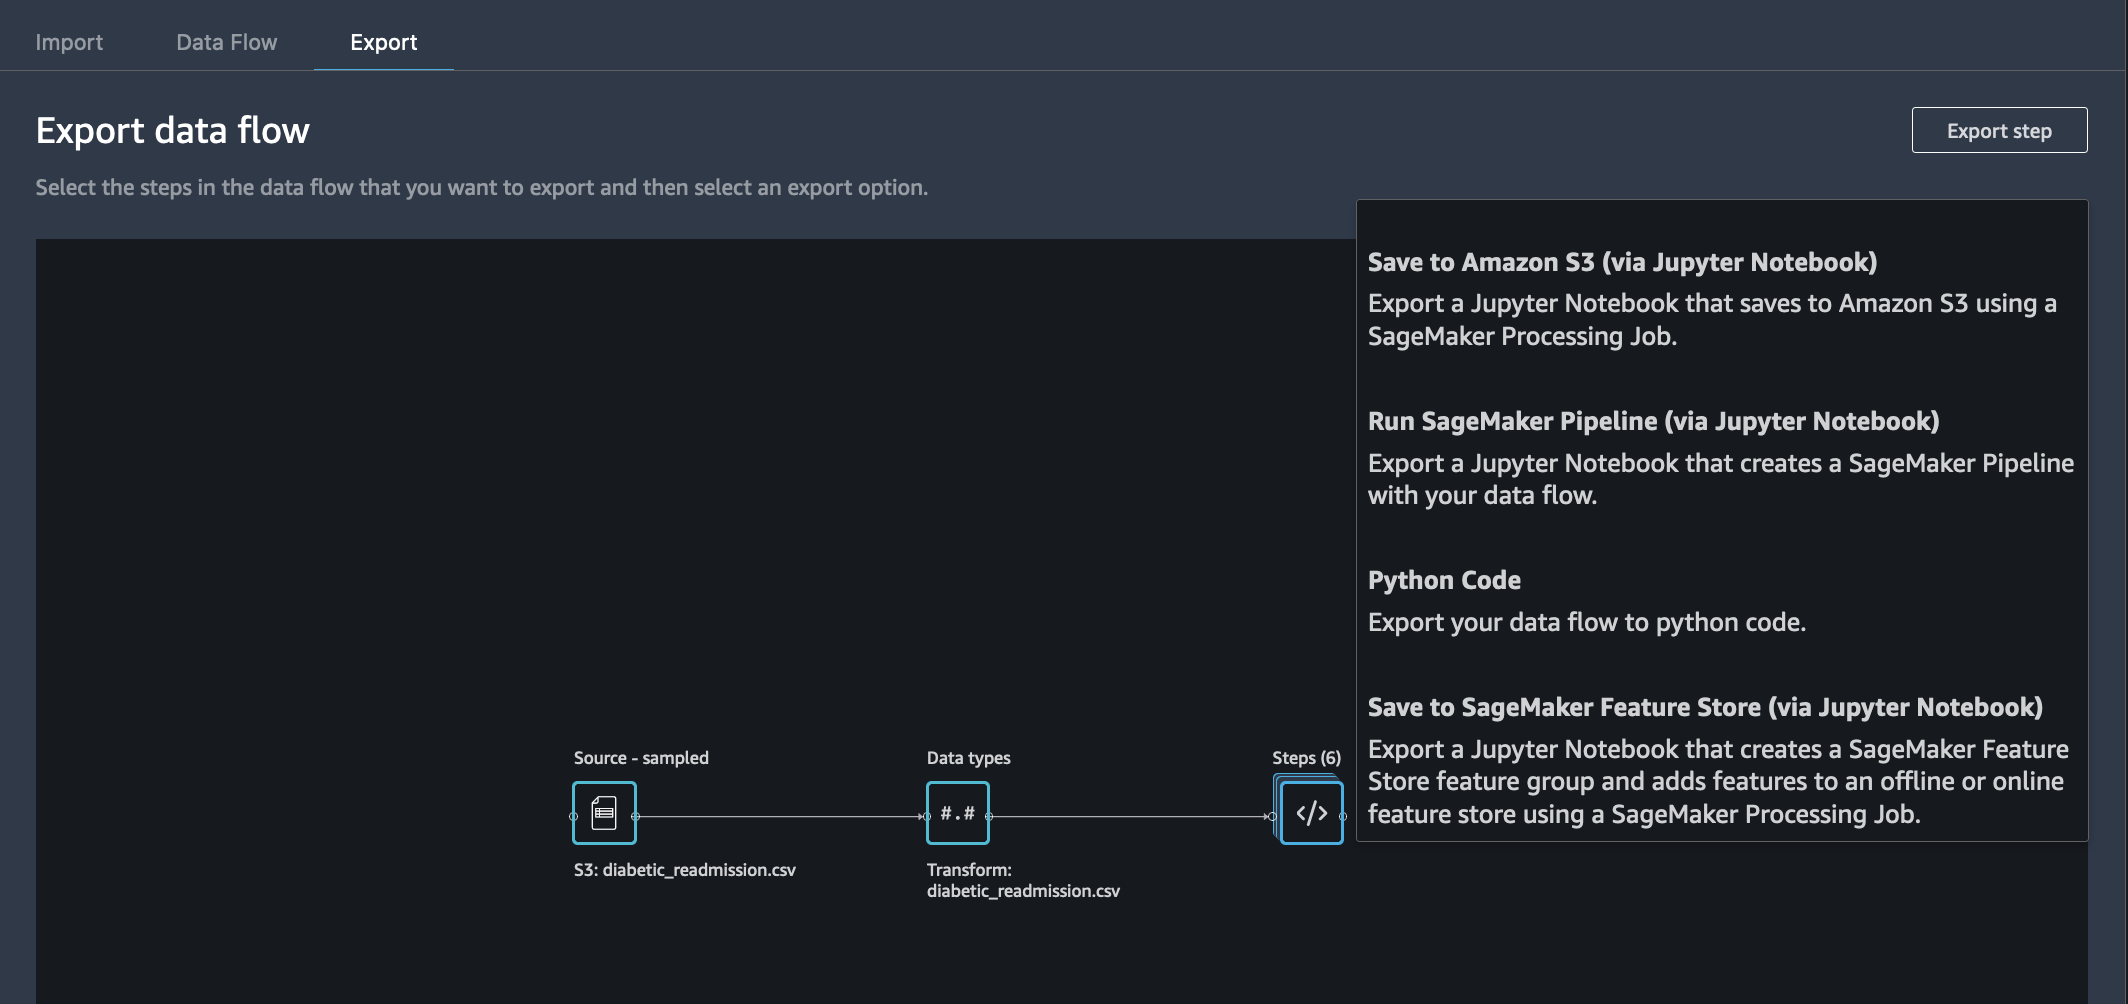 Import
Data Flow
Export
Export data flow
Export step
Select the steps in the data flow that you want to export and then select an export option.
Save to Amazon S3 (via Jupyter Notebook)
Export a Jupyter Notebook that saves to Amazon S3 using a
SageMaker Processing Job.
Run SageMaker Pipeline (via Jupyter Notebook)
Export a Jupyter Notebook that creates a SageMaker Pipeline
with your data flow.
Python Code
Export your data flow to python code.
Save to SageMaker Feature Store (via Jupyter Notebook)
Export a Jupyter Notebook that creates a SageMaker Feature
Store feature group and adds features to an offline or online
feature store using a SageMaker Processing Job.
Source - sampled
Data types
Steps (6)
#.#
</>
S3: diabetic_readmission.csv
Transform:
diabetic_readmission.csv